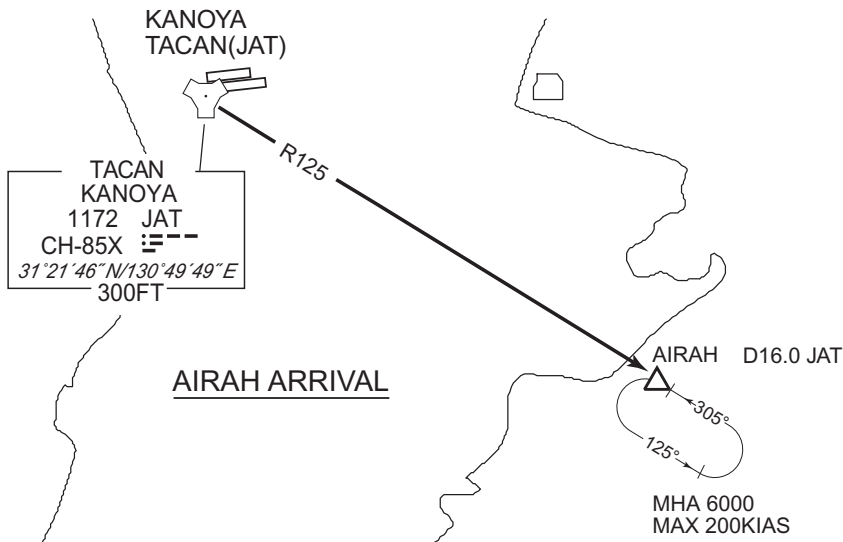 KANOYA
TACAN(JAT)
R125
TACAN
KANOYA
1172 JAT
CH-85X
31°21´46˝N/130°49´49˝E
300FT
AIRAH ARRIVAL
AIRAH D16.0 JAT
305°
125°
MHA 6000
MAX 200KIAS